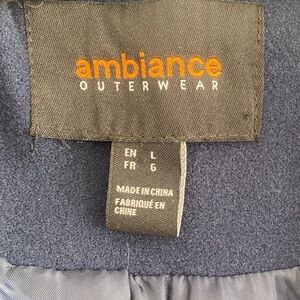 ambiance
OUTERWEAR
EN L
FR G
MADE IN CHINA
FABRIQUÉ EN
CHINE